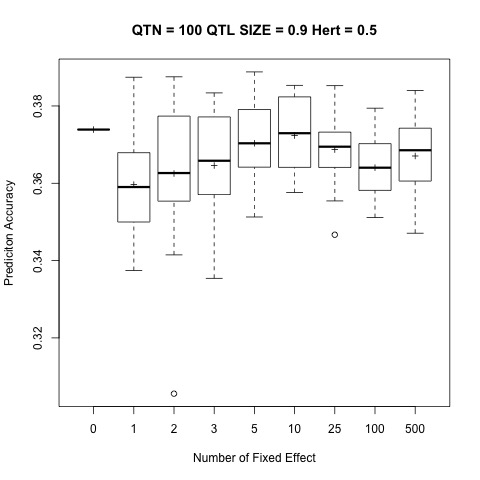 QTN = 100 QTL SIZE = 0.9 Hert = 0.5
0.38
0.36
0.34
0.32
Prediciton Accuracy
0 1 2 3 5 10 25 100 500
Number of Fixed Effect